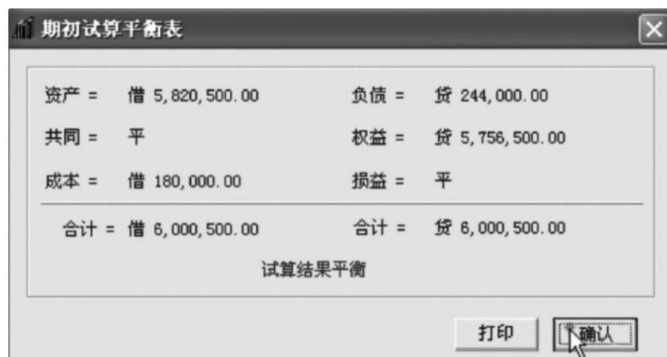 期初试算平衡表
资产 = 借 5,820,500.00 负债 = 贷 244,000.00
共同 = 平 权益 = 贷 5,756,500.00
成本 = 借 180,000.00 损益 = 平
合计 = 借 6,000,500.00 合计 = 贷 6,000,500.00
试算结果平衡
打印 确认